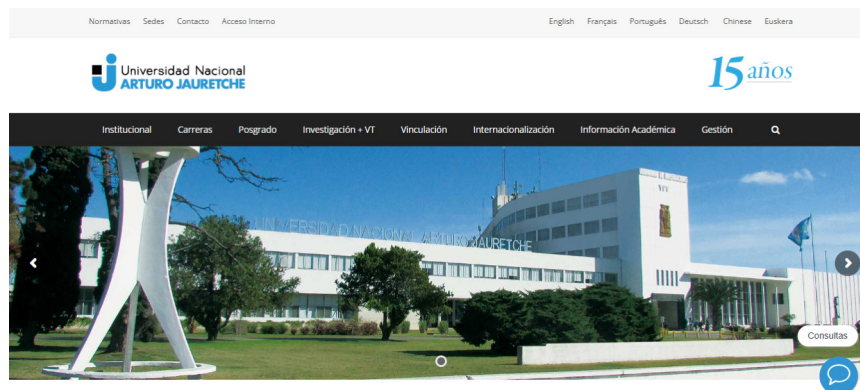 Normativas Sedes Contacto Acceso Interno English Français Português Deutsch Chinese Euskera
Universidad Nacional
ARTURO JAURETCHE
15 años
Institucional Carreras Posgrado Investigación + VT Vinculación Internacionalización Información Académica Gestión
UNIVERSIDAD NACIONAL ARTURO JAURETCHE
Consultas